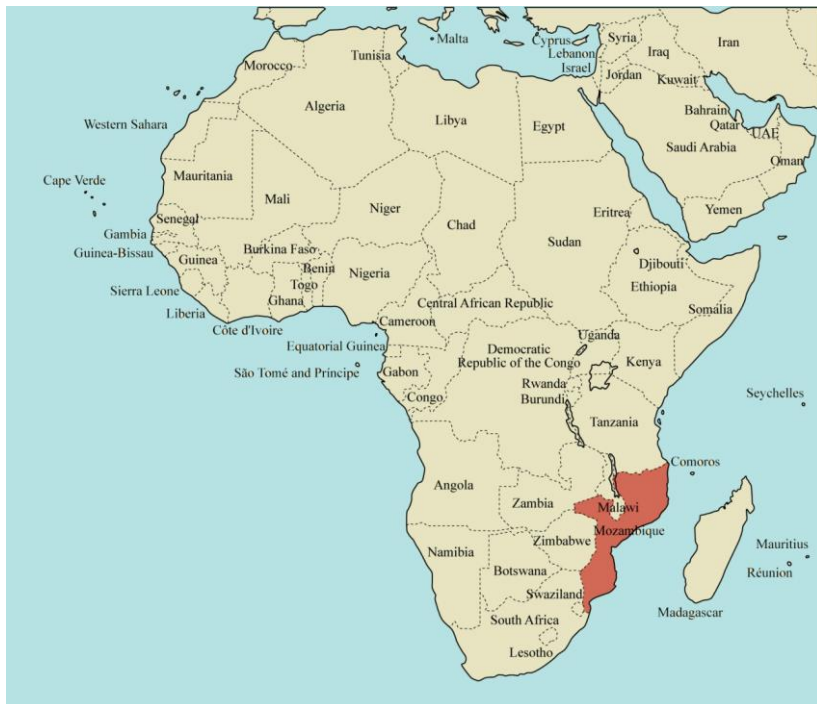 Malta
Cyprus
Lebanon
Israel
Syria
Iraq
Iran
Jordan
Kuwait
Morocco
Tunisia
Algeria
Libya
Egypt
Bahrain
Qatar
UAE
Saudi Arabia
Oman
Western Sahara
Mauritania
Mali
Niger
Chad
Sudan
Eritrea
Yemen
Cape Verde
Senegal
Gambia
Guinea-Bissau
Guinea
Burkina Faso
Benin
Togo
Ghana
Nigeria
Djibouti
Ethiopia
Somalia
Sierra Leone
Liberia
Côte d'Ivoire
Central African Republic
Cameroon
Equatorial Guinea
São Tomé and Príncipe
Gabon
Congo
Democratic
Republic of the Congo
Uganda
Kenya
Rwanda
Burundi
Tanzania
Seychelles
Comoros
Angola
Zambia
Malawi
Mozambique
Zimbabwe
Namibia
Botswana
Swaziland
South Africa
Lesotho
Madagascar
Mauritius
Réunion